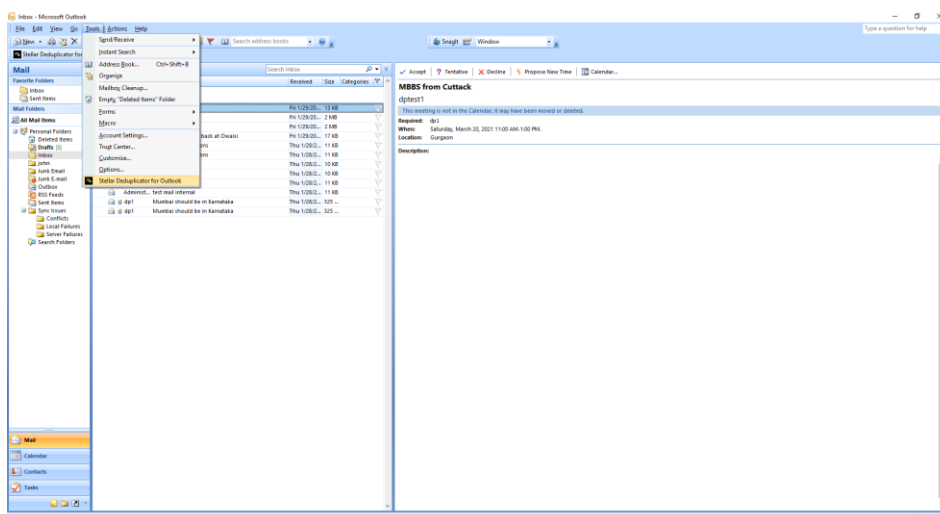 Inbox - Microsoft Outlook
File Edit View Go Tools Actions Help
Type a question for help
New
Search address books
SnagIt
Window
Stellar Deduplicator for
Send/Receive
Instant Search
Address Book... Ctrl+Shift+B
Organize
Mailbox Cleanup...
Empty "Deleted Items" Folder
Forms
Macro
Account Settings...
Trust Center...
Customize...
Options...
Stellar Deduplicator for Outlook
Mail
Favorite Folders
Inbox
Sent Items
Mail Folders
All Mail Items
Personal Folders
Deleted Items
Drafts
Inbox
john
Junk Email
Junk E-mail
Outbox
RSS Feeds
Sent Items
Sync Issues
Conflicts
Local Failures
Server Failures
Search Folders
Mail
Calendar
Contacts
Tasks
Search Inbox
Received Size Categories
Fri 1/29/20... 13 KB
Fri 1/29/20... 2 MB
Fri 1/29/20... 2 MB
back at Owaisi Fri 1/29/20... 17 KB
ons Thu 1/28/2... 11 KB
ons Thu 1/28/2... 11 KB
Thu 1/28/2... 10 KB
Thu 1/28/2... 10 KB
Thu 1/28/2... 11 KB
Administ... test mail internal Thu 1/28/2... 11 KB
dp1 Mumbai should be in Karnataka Thu 1/28/2... 325 ...
dp1 Mumbai should be in Karnataka Thu 1/28/2... 325 ...
Accept Tentative Decline Propose New Time Calendar...
MBBS from Cuttack
dptest1
This meeting is not in the Calendar; it may have been moved or deleted.
Required: dp1
When: Saturday, March 20, 2021 11:00 AM-1:00 PM.
Location: Gurgaon
Description: